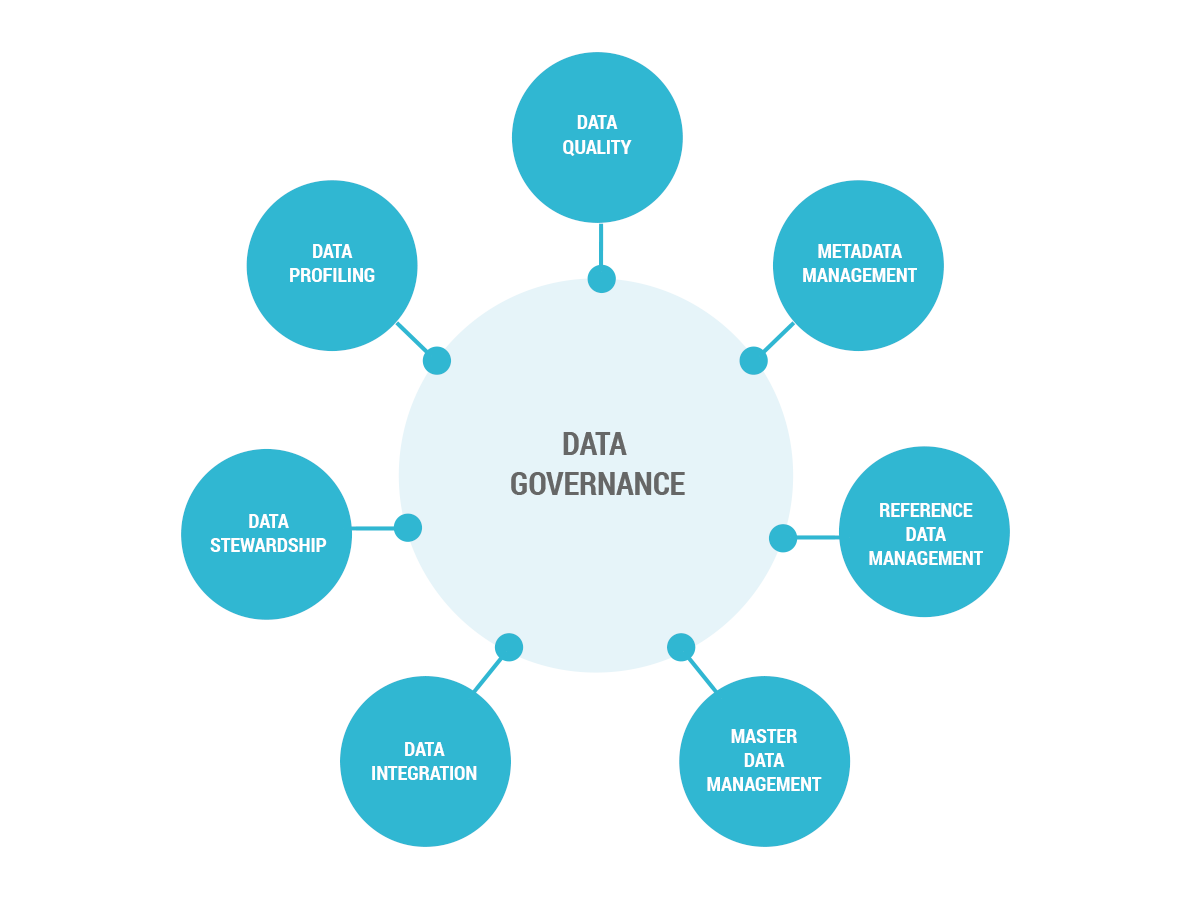 DATA
QUALITY
METADATA
MANAGEMENT
REFERENCE
DATA
MANAGEMENT
MASTER
DATA
MANAGEMENT
DATA
INTEGRATION
DATA
STEWARDSHIP
DATA
PROFILING
DATA
GOVERNANCE